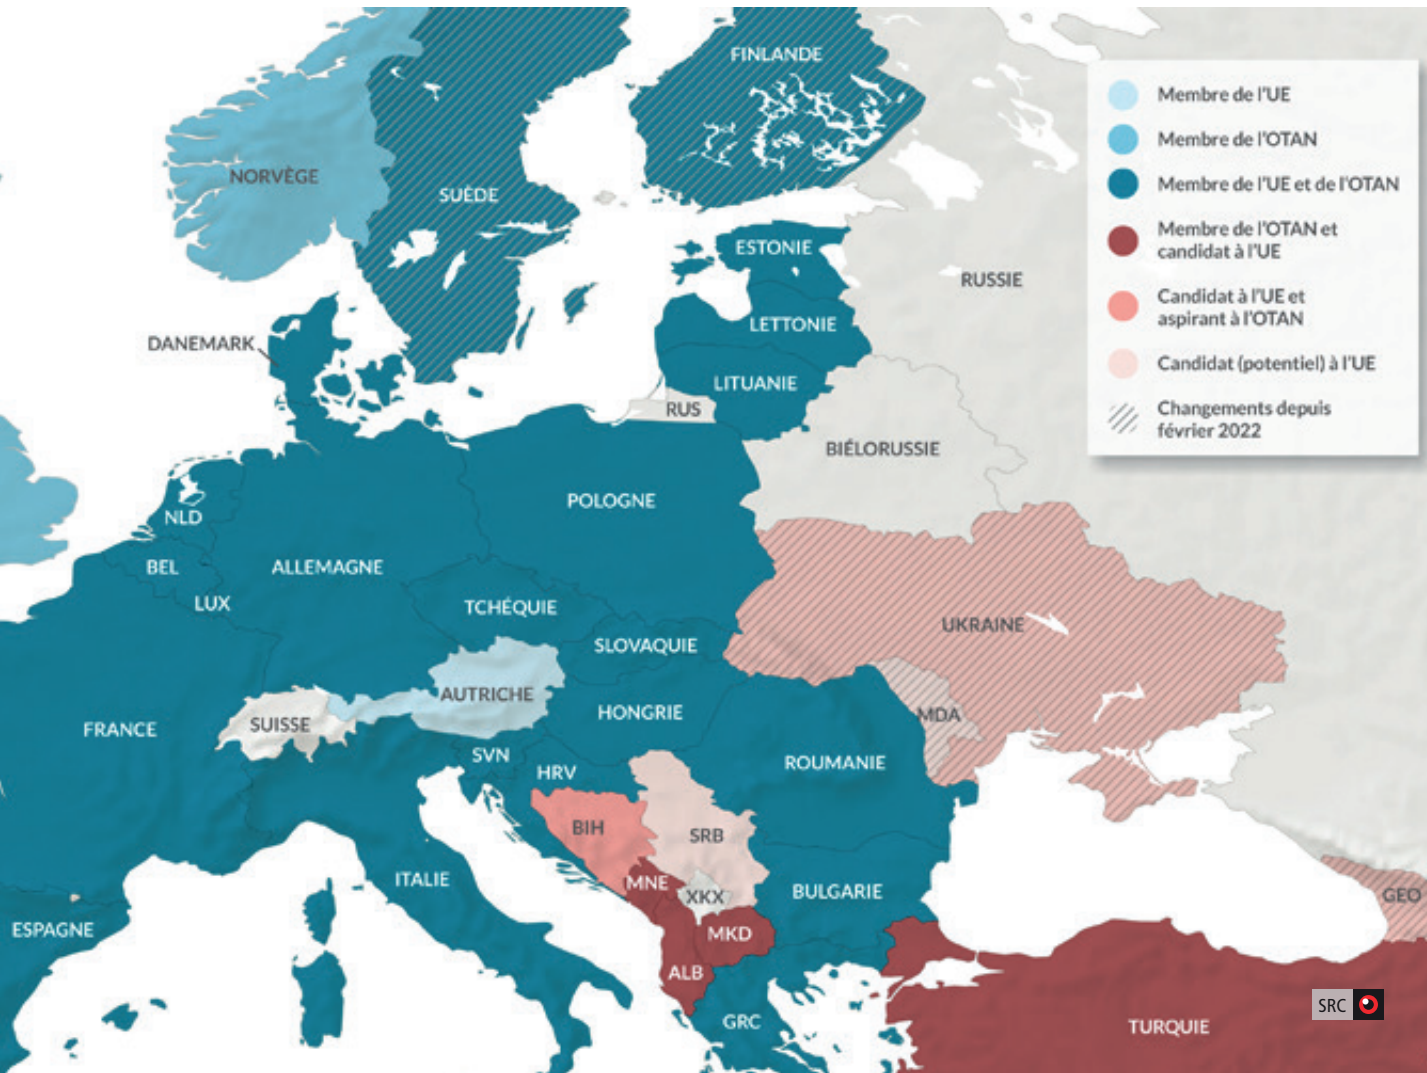 FINLANDE
NORVÈGE
SUÈDE
ESTONIE
RUSSIE
LETTONIE
DANEMARK
LITUANIE
RUS
BIÉLORUSSIE
POLOGNE
NLD
BEL
ALLEMAGNE
LUX
TCHÉQUIE
UKRAINE
SLOVAQUIE
AUTRICHE
HONGRIE
MDA
SUISSE
FRANCE
SVN
HRV
ROUMANIE
BIH
SRB
ITALIE
MNE
XKX
BULGARIE
GEO
ESPAGNE
MKD
ALB
GRC
TURQUIE
Membre de l'UE
Membre de l'OTAN
Membre de l'UE et de l'OTAN
Membre de l'OTAN et
candidat à l'UE
Candidat à l'UE et
aspirant à l'OTAN
Candidat (potentiel) à l'UE
Changements depuis
février 2022
SRC